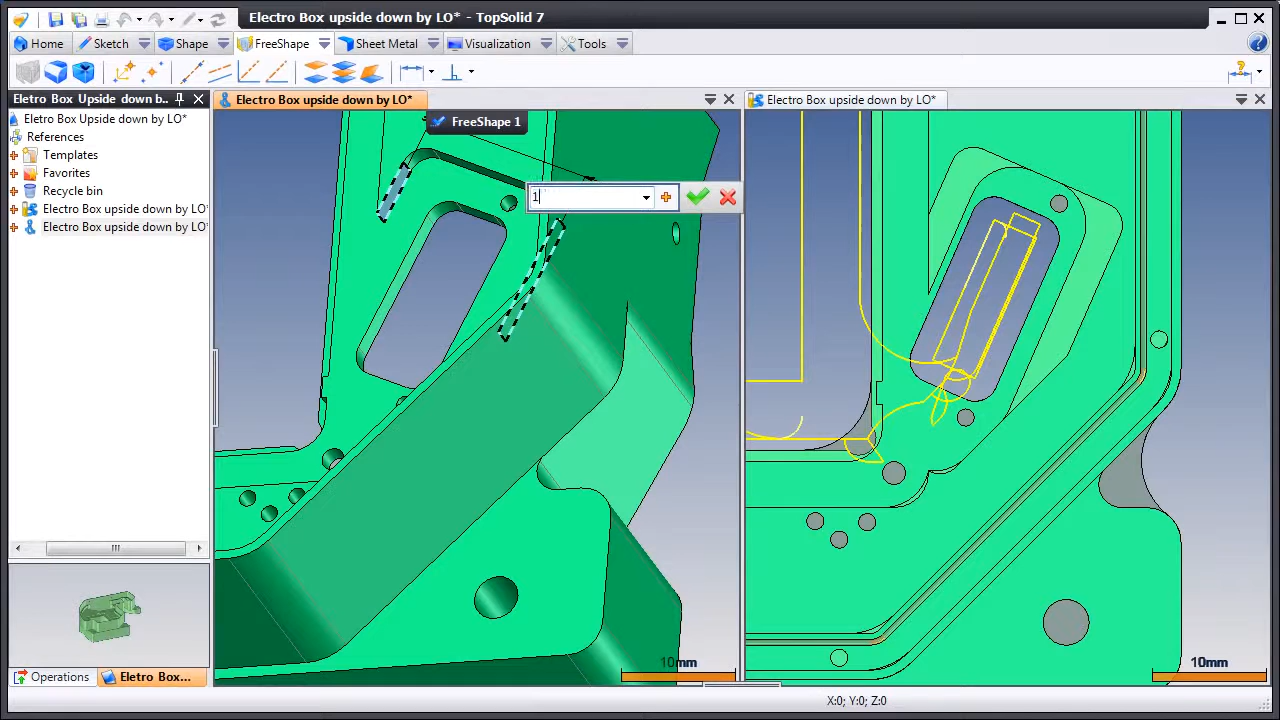 Electro Box upside down by LO* - TopSolid 7
Home
Sketch
Shape
FreeShape
Sheet Metal
Visualization
Tools
Eletro Box Upside down b..
Electro Box upside down by LO*
Electro Box upside down by LO*
Eletro Box Upside down by LO*
FreeShape 1
References
Templates
Favorites
Recycle bin
1
Electro Box upside down by LO*
Electro Box upside down by LO*
10mm
10mm
Operations
Eletro Box...
X:0; Y:0; Z:0